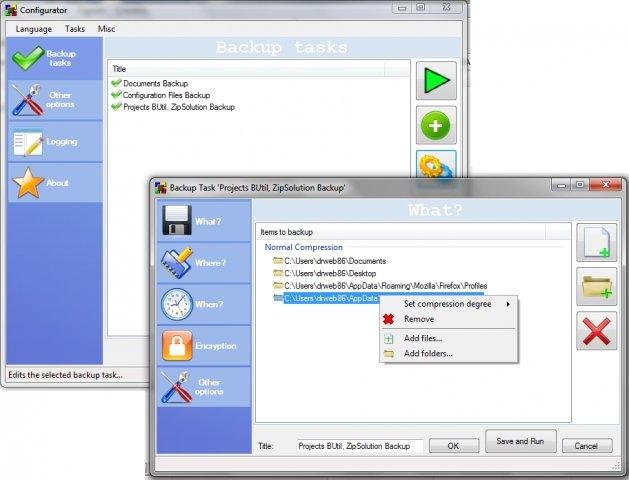 Configurator
Language Tasks Misc
Backup tasks
Backup
tasks
Other
options
Logging
About
Title
Documents Backup
Configuration Files Backup
Projects BUtil, ZipSolution Backup
Edits the selected backup task...
Backup Task 'Projects BUtil, ZipSolution Backup'
What?
What?
Where?
When?
Encryption
Other
options
Items to backup
Normal Compression
C:\Users\drweb86\Documents
C:\Users\drweb86\Desktop
C:\Users\drweb86\AppData\Roaming\Mozilla\Firefox\Profiles
C:\Users\drweb86\AppData\
Set compression degree
Remove
Add files...
Add folders...
Title: Projects BUtil, ZipSolution Backup OK Save and Run Cancel